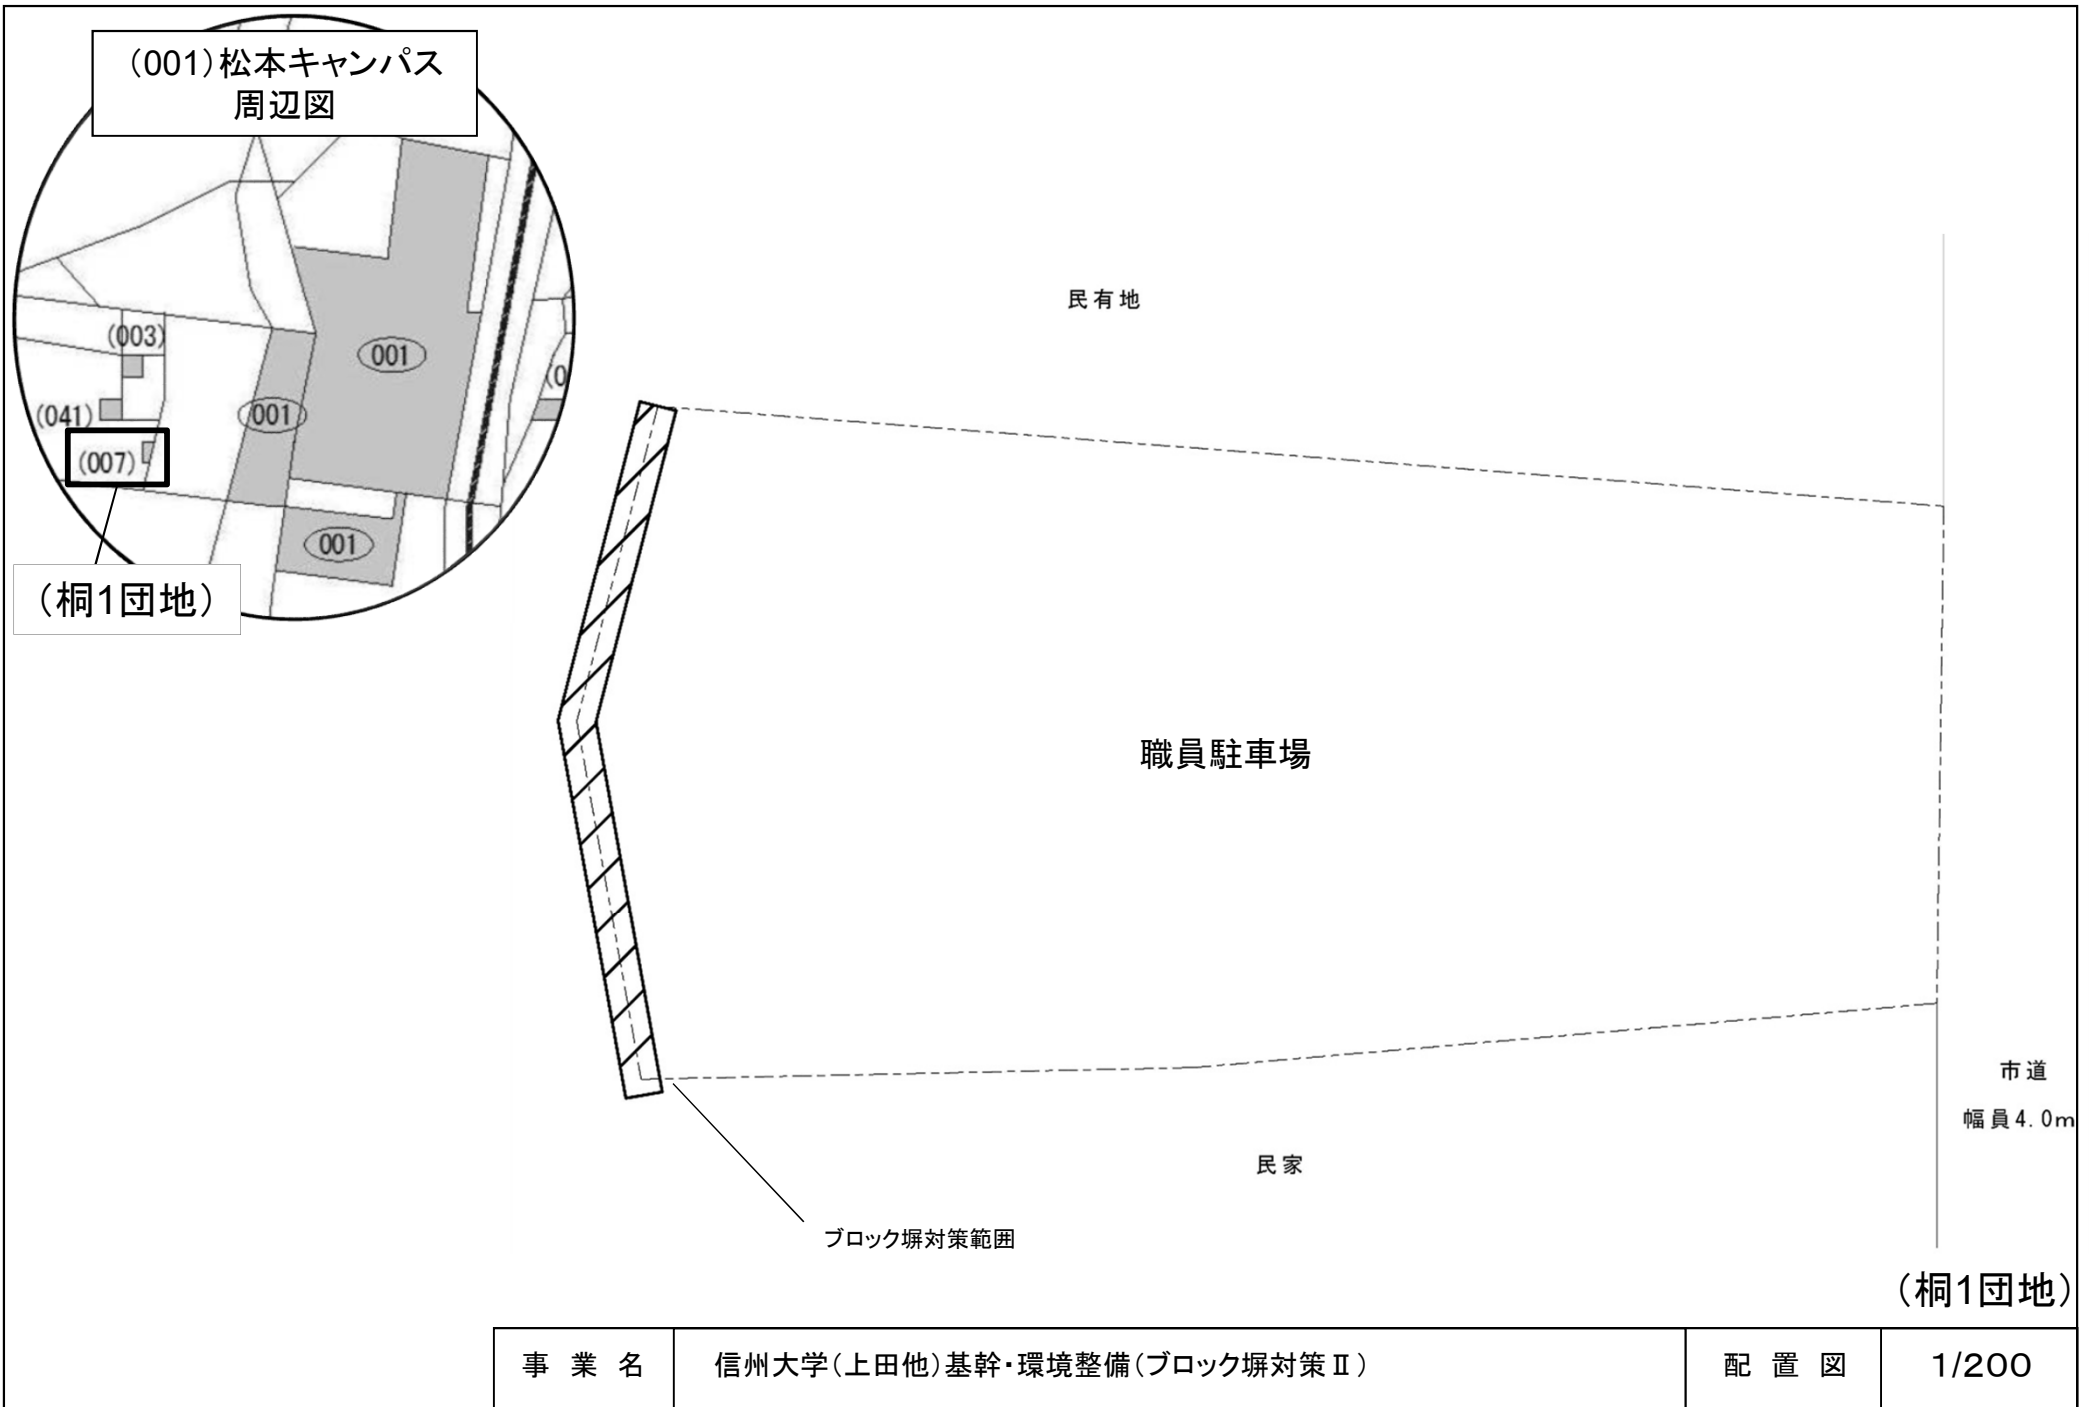 (001)松本キャンパス
周辺図
(003)
001
(0
(041)
001
(007)
001
(桐1団地)
民有地
職員駐車場
市道
幅員4.0m
民家
ブロック塀対策範囲
(桐1団地)
事業名
信州大学(上田他)基幹・環境整備(ブロック塀対策Ⅱ)
配置図
1/200